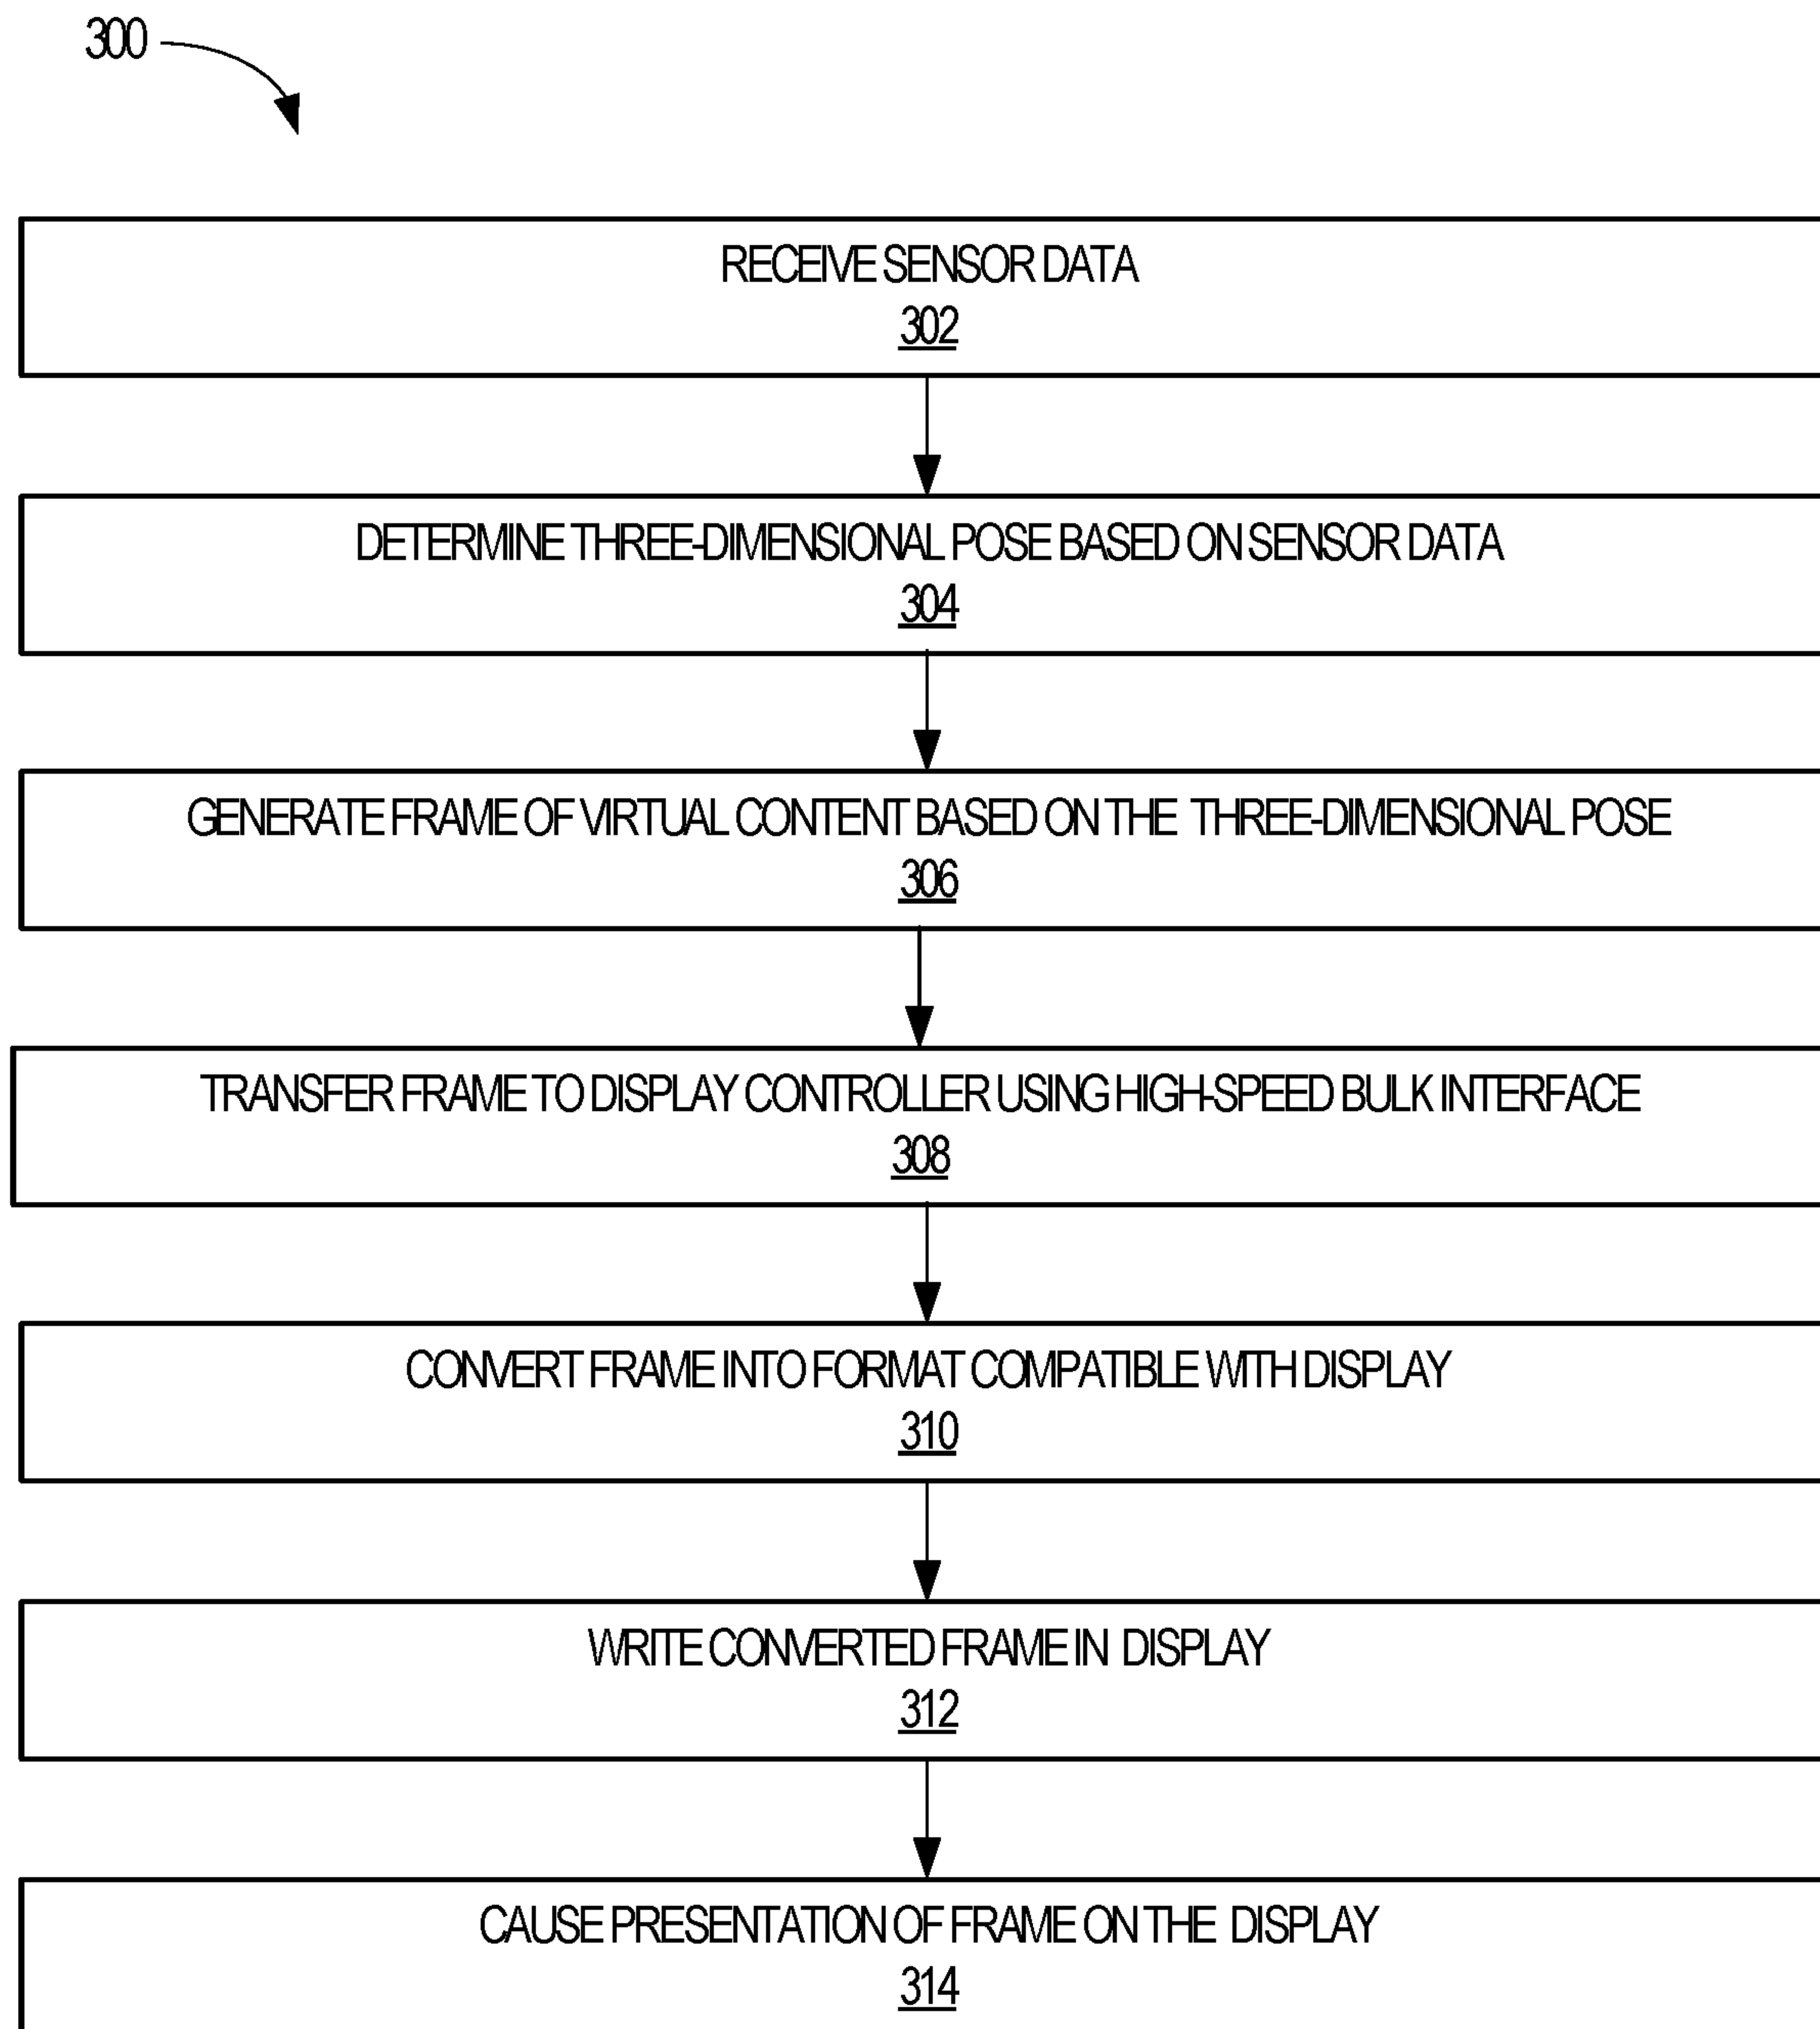 300
RECEIVE SENSOR DATA
302
DETERMINE THREE-DIMENSIONAL POSE BASED ON SENSOR DATA
304
GENERATE FRAME OF VIRTUAL CONTENT BASED ON THE THREE-DIMENSIONAL POSE
306
TRANSFER FRAME TO DISPLAY CONTROLLER USING HIGH-SPEED BULK INTERFACE
308
CONVERT FRAME INTO FORMAT COMPATIBLE WITH DISPLAY
310
WRITE CONVERTED FRAME IN DISPLAY
312
CAUSE PRESENTATION OF FRAME ON THE DISPLAY
314